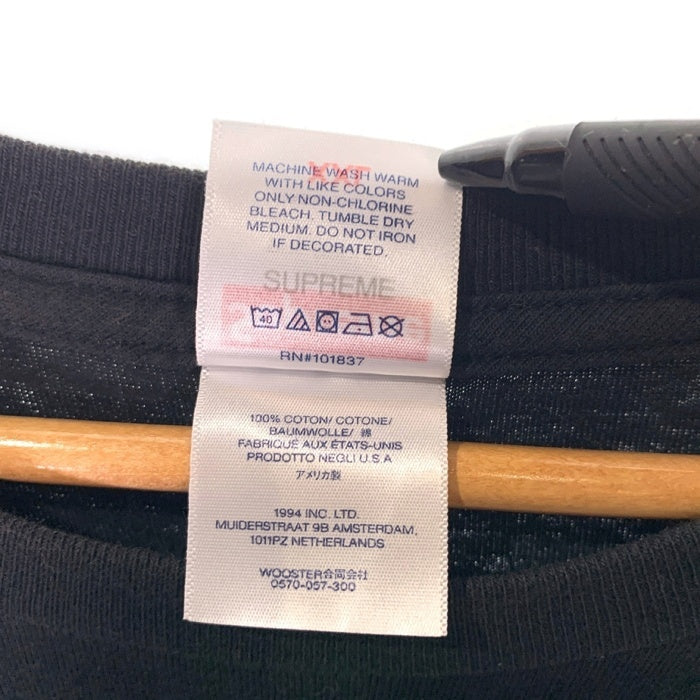 MACHINE WASH WARM
WITH LIKE COLORS
ONLY NON-CHLORINE
BLEACH. TUMBLE DRY
MEDIUM. DO NOT IRON
IF DECORATED.
SUPREME
40
RN#101837
100% COTON/ COTONE/
BAUMWOLLE/ 綿
FABRIQUÉ AUX ÉTATS-UNIS
PRODOTTO NEGLI U.S.A
アメリカ製
1994 INC. LTD.
MUIDERSTRAAT 9B AMSTERDAM,
1011PZ NETHERLANDS
WOOSTER合同会社
0570-057-300